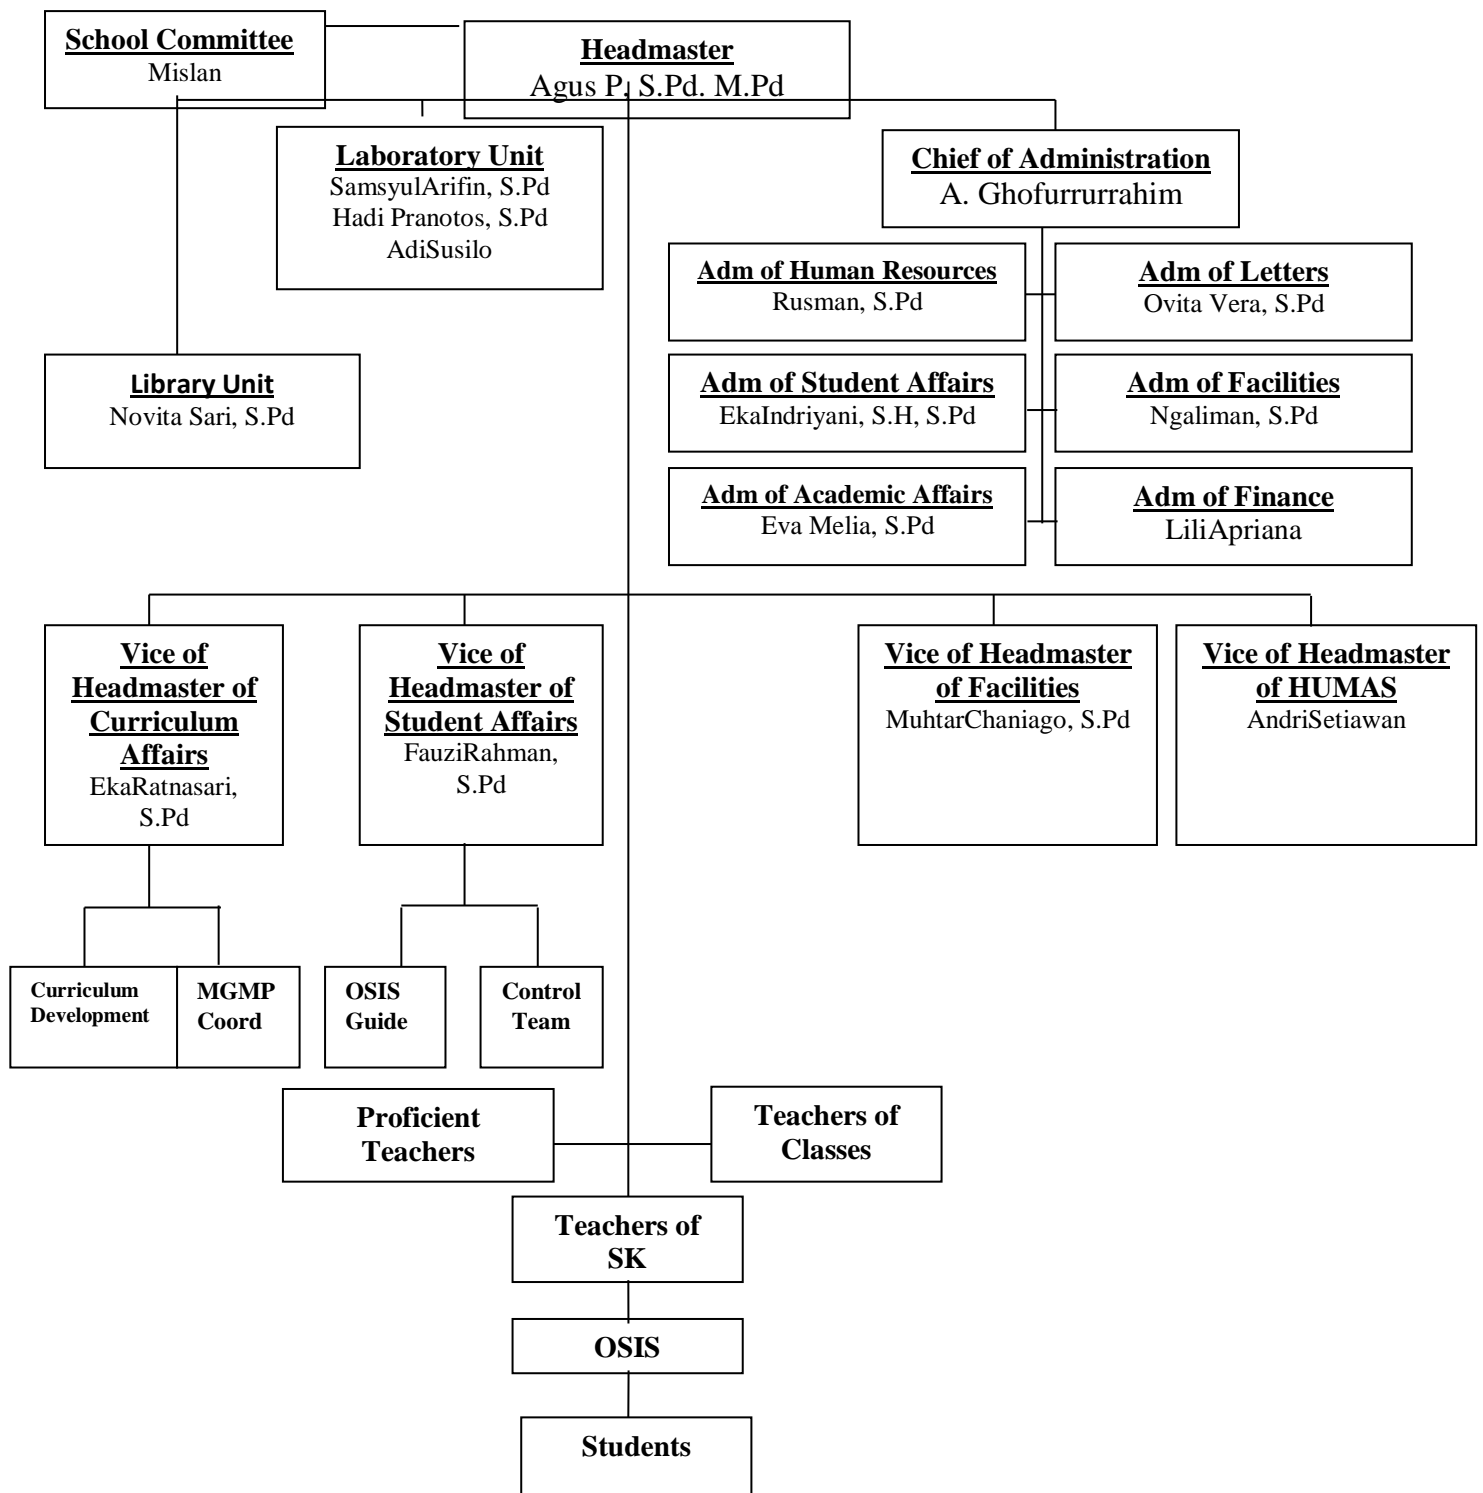 School Committee
Mislan
Headmaster
Agus P, S.Pd. M.Pd
Laboratory Unit
SamsyulArifin, S.Pd
Hadi Pranotos, S.Pd
AdiSusilo
Chief of Administration
A. Ghofurrurrahim
Adm of Human Resources
Rusman, S.Pd
Adm of Letters
Ovita Vera, S.Pd
Library Unit
Novita Sari, S.Pd
Adm of Student Affairs
EkaIndriyani, S.H, S.Pd
Adm of Facilities
Ngaliman, S.Pd
Adm of Academic Affairs
Eva Melia, S.Pd
Adm of Finance
LiliApriana
Vice of
Headmaster of
Curriculum
Affairs
EkaRatnasari,
S.Pd
Vice of
Headmaster of
Student Affairs
FauziRahman,
S.Pd
Vice of Headmaster
of Facilities
MuhtarChaniago, S.Pd
Vice of Headmaster
of HUMAS
AndriSetiawan
Curriculum
Development
MGMP
Coord
OSIS
Guide
Control
Team
Proficient
Teachers
Teachers of
Classes
Teachers of
SK
OSIS
Students